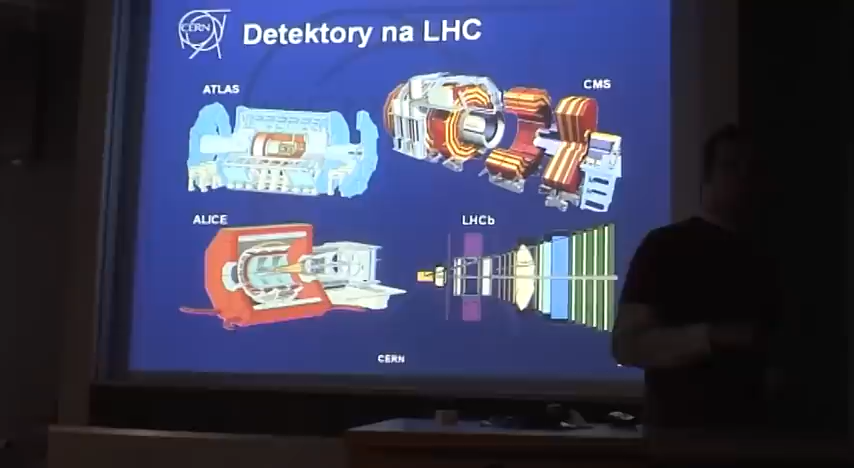 CERN
Detektory na LHC
ATLAS
CMS
ALICE
LHCb
CERN